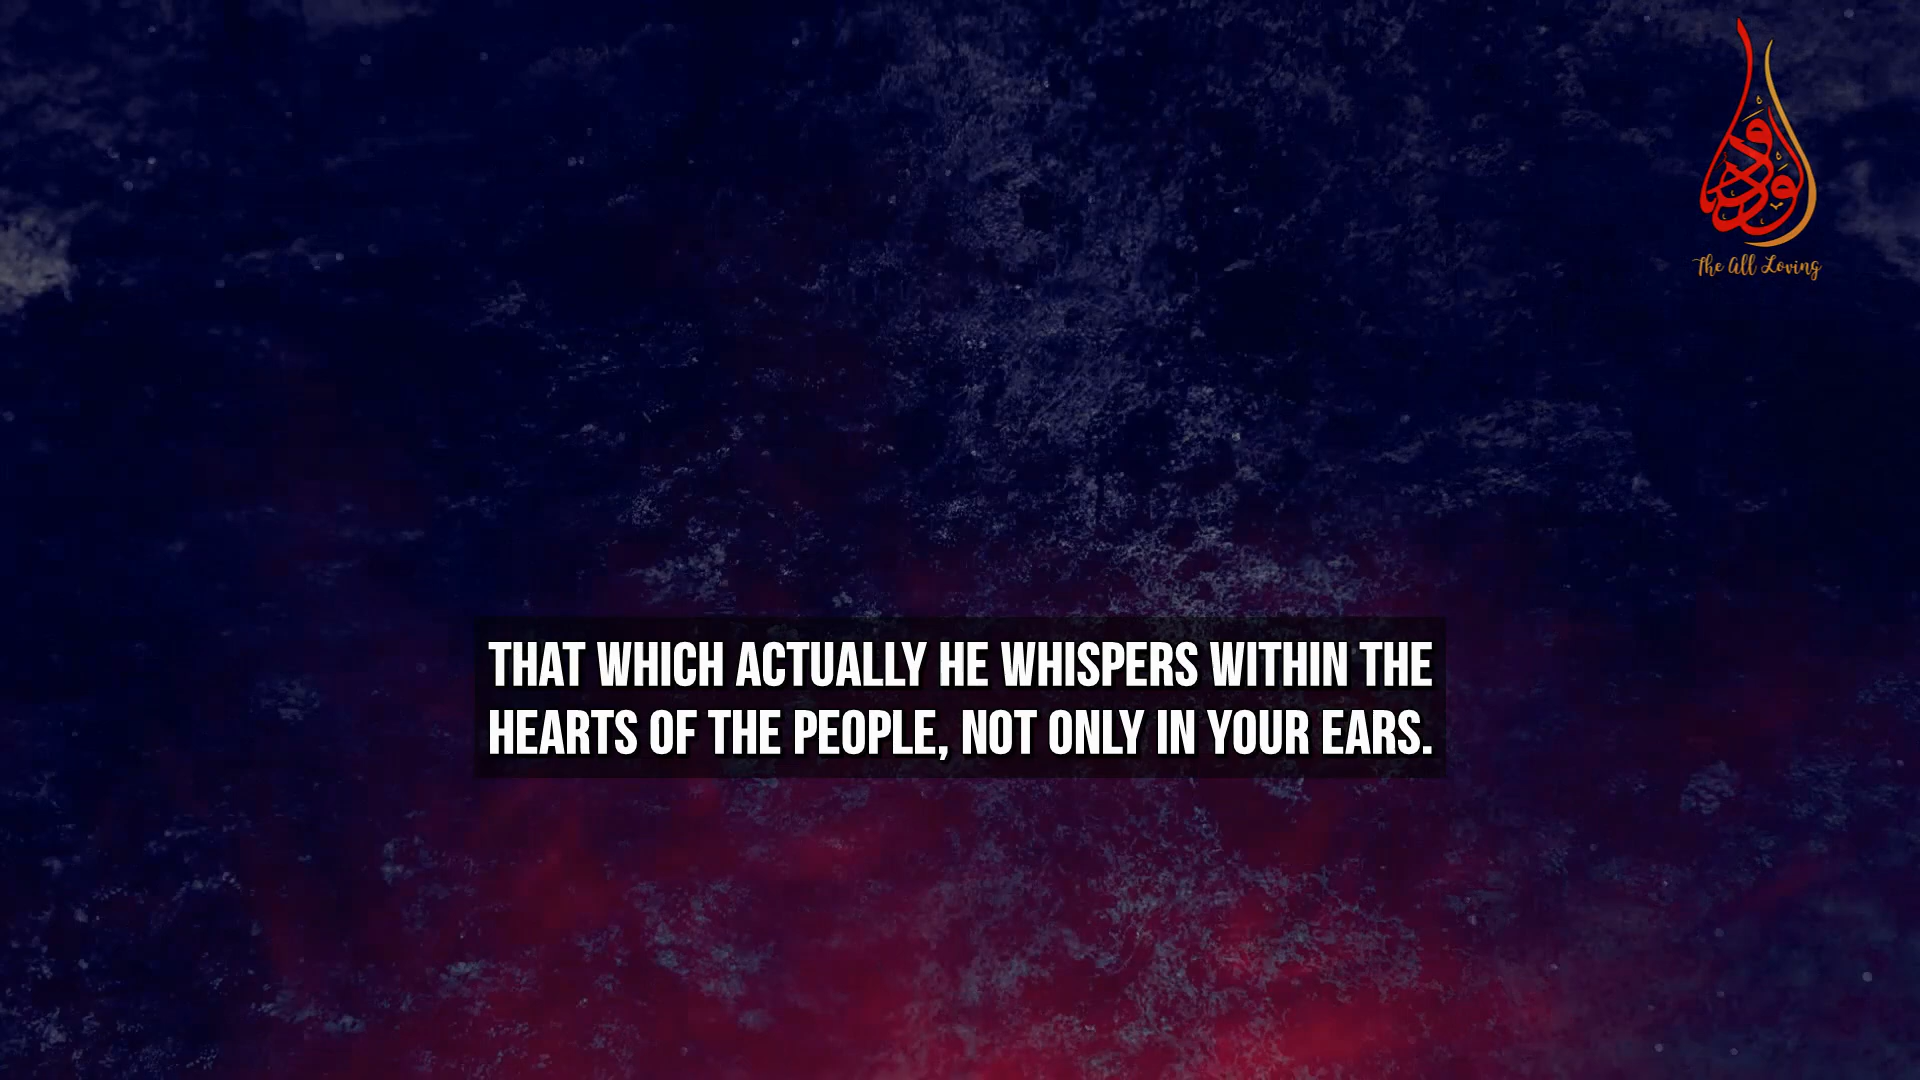 الودود
The All Loving
THAT WHICH ACTUALLY HE WHISPERS WITHIN THE
HEARTS OF THE PEOPLE, NOT ONLY IN YOUR EARS.